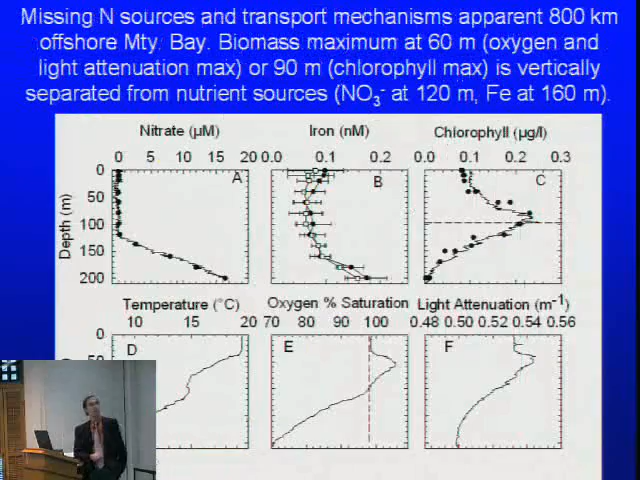 Missing N sources and transport mechanisms apparent 800 km
offshore Mty. Bay. Biomass maximum at 60 m (oxygen and
light attenuation max) or 90 m (chlorophyll max) is vertically
separated from nutrient sources (NO₃⁻ at 120 m, Fe at 160 m).
Nitrate (µM) Iron (nM) Chlorophyll (µg/l)
0 5 10 15 20 0.0 0.1 0.2 0.0 0.1 0.2 0.3
Depth (m)
0
50
100
150
200
A B C
Temperature (°C) Oxygen % Saturation Light Attenuation (m⁻¹)
10 15 20 70 80 90 100 0.48 0.50 0.52 0.54 0.56
0
D E F